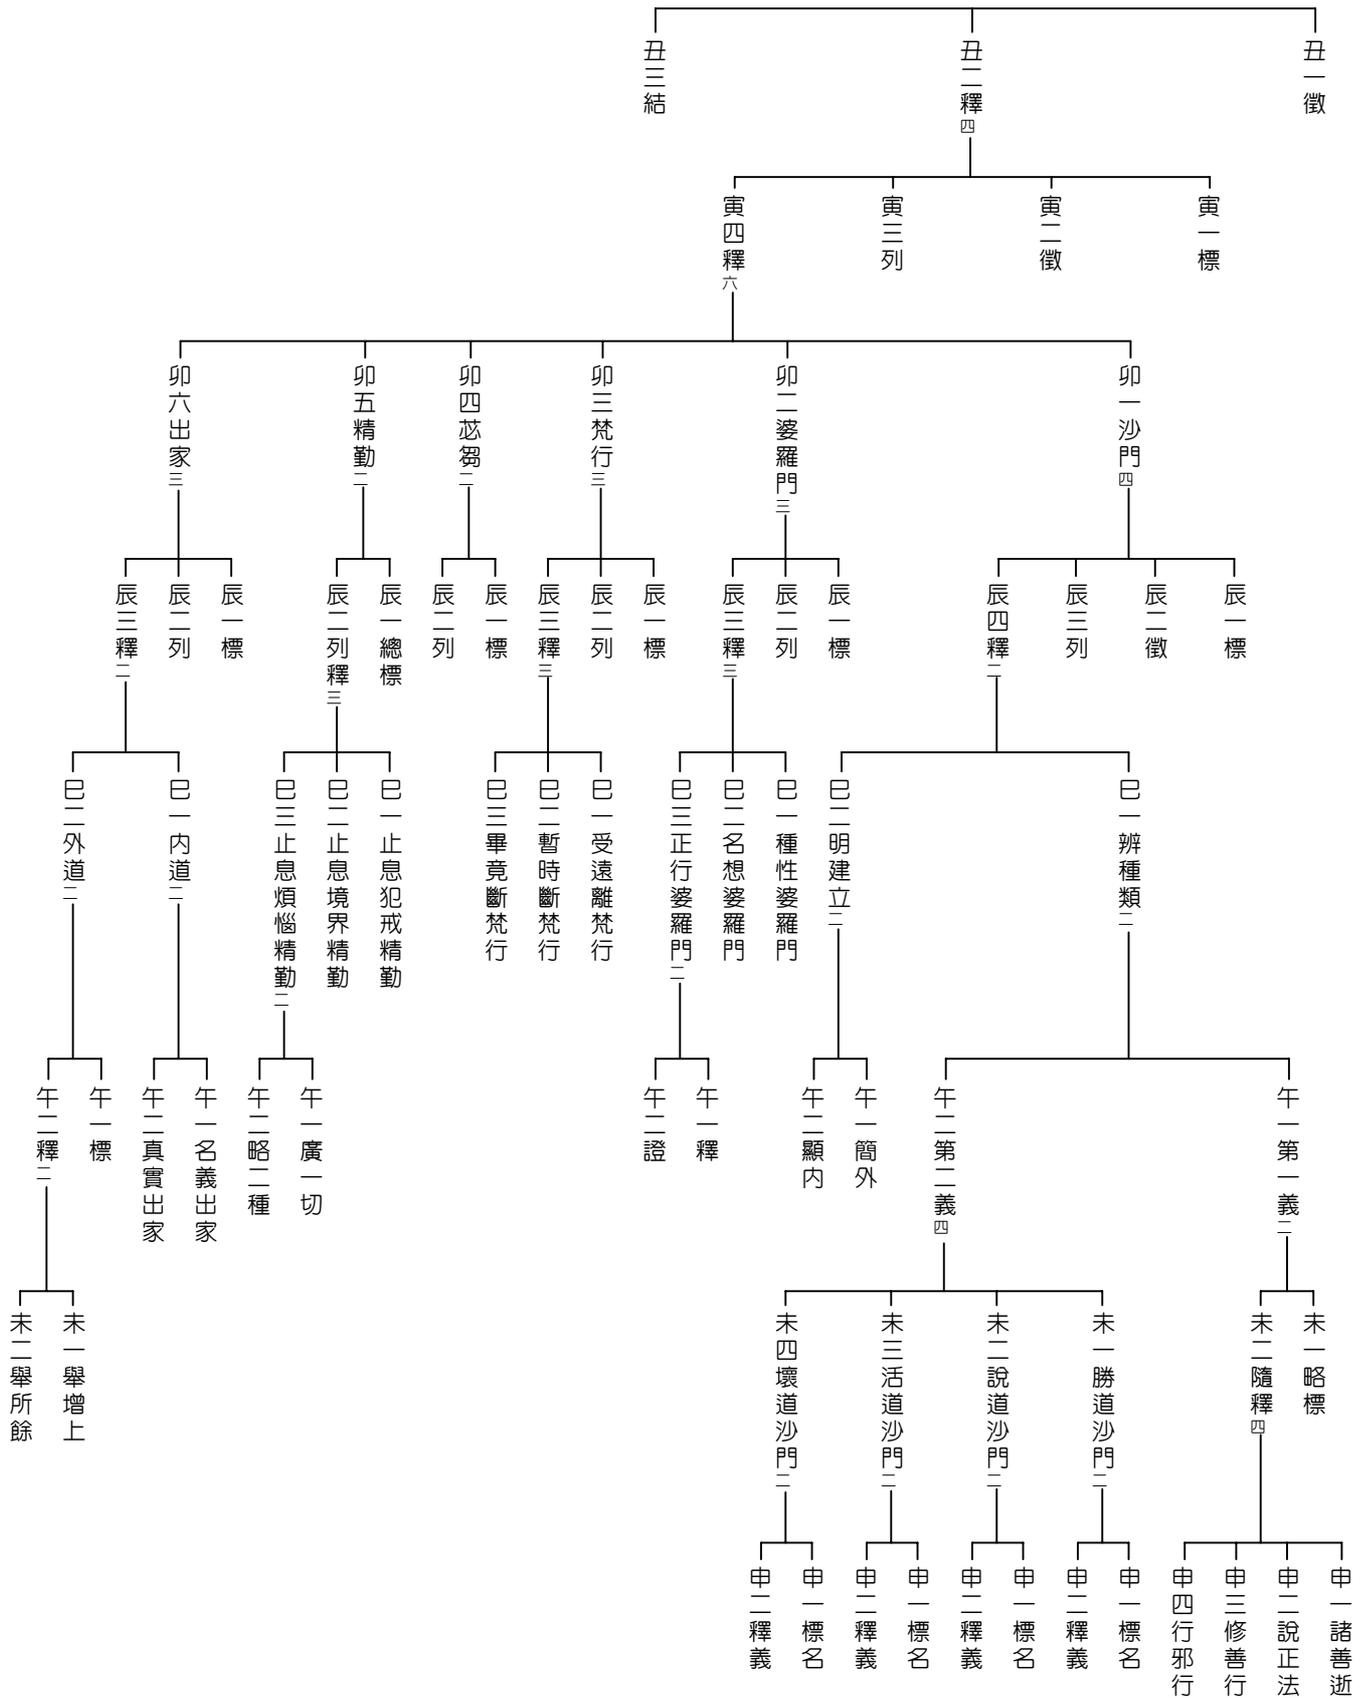 丑一徵
丑二釋四
丑三結
寅一標
寅二徵
寅三列
寅四釋六
卯一沙門四
卯二婆羅門三
卯三梵行三
卯四苾芻二
卯五精勤二
卯六出家三
辰一標
辰二徵
辰三列
辰四釋二
辰一標
辰二列
辰三釋三
辰一標
辰二列
辰三釋三
辰一標
辰二列
辰一總標
辰二列釋三
辰一標
辰二列
辰三釋二
巳一辨種類二
巳二明建立二
巳一種性婆羅門
巳二名想婆羅門
巳三正行婆羅門二
巳一受遠離梵行
巳二暫時斷梵行
巳三畢竟斷梵行
巳一止息犯戒精勤
巳二止息境界精勤
巳三止息煩惱精勤二
巳一內道二
巳二外道二
午一第一義二
午二第二義四
午一簡外
午二顯內
午一釋
午二證
午一廣一切
午二略二種
午一名義出家
午二真實出家
午一標
午二釋二
未一略標
未二隨釋四
未一勝道沙門二
未二說道沙門二
未三活道沙門二
未四壞道沙門二
未一舉增上
未二舉所餘
申一諸善逝
申二說正法
申三修善行
申四行邪行
申一標名
申二釋義
申一標名
申二釋義
申一標名
申二釋義
申一標名
申二釋義